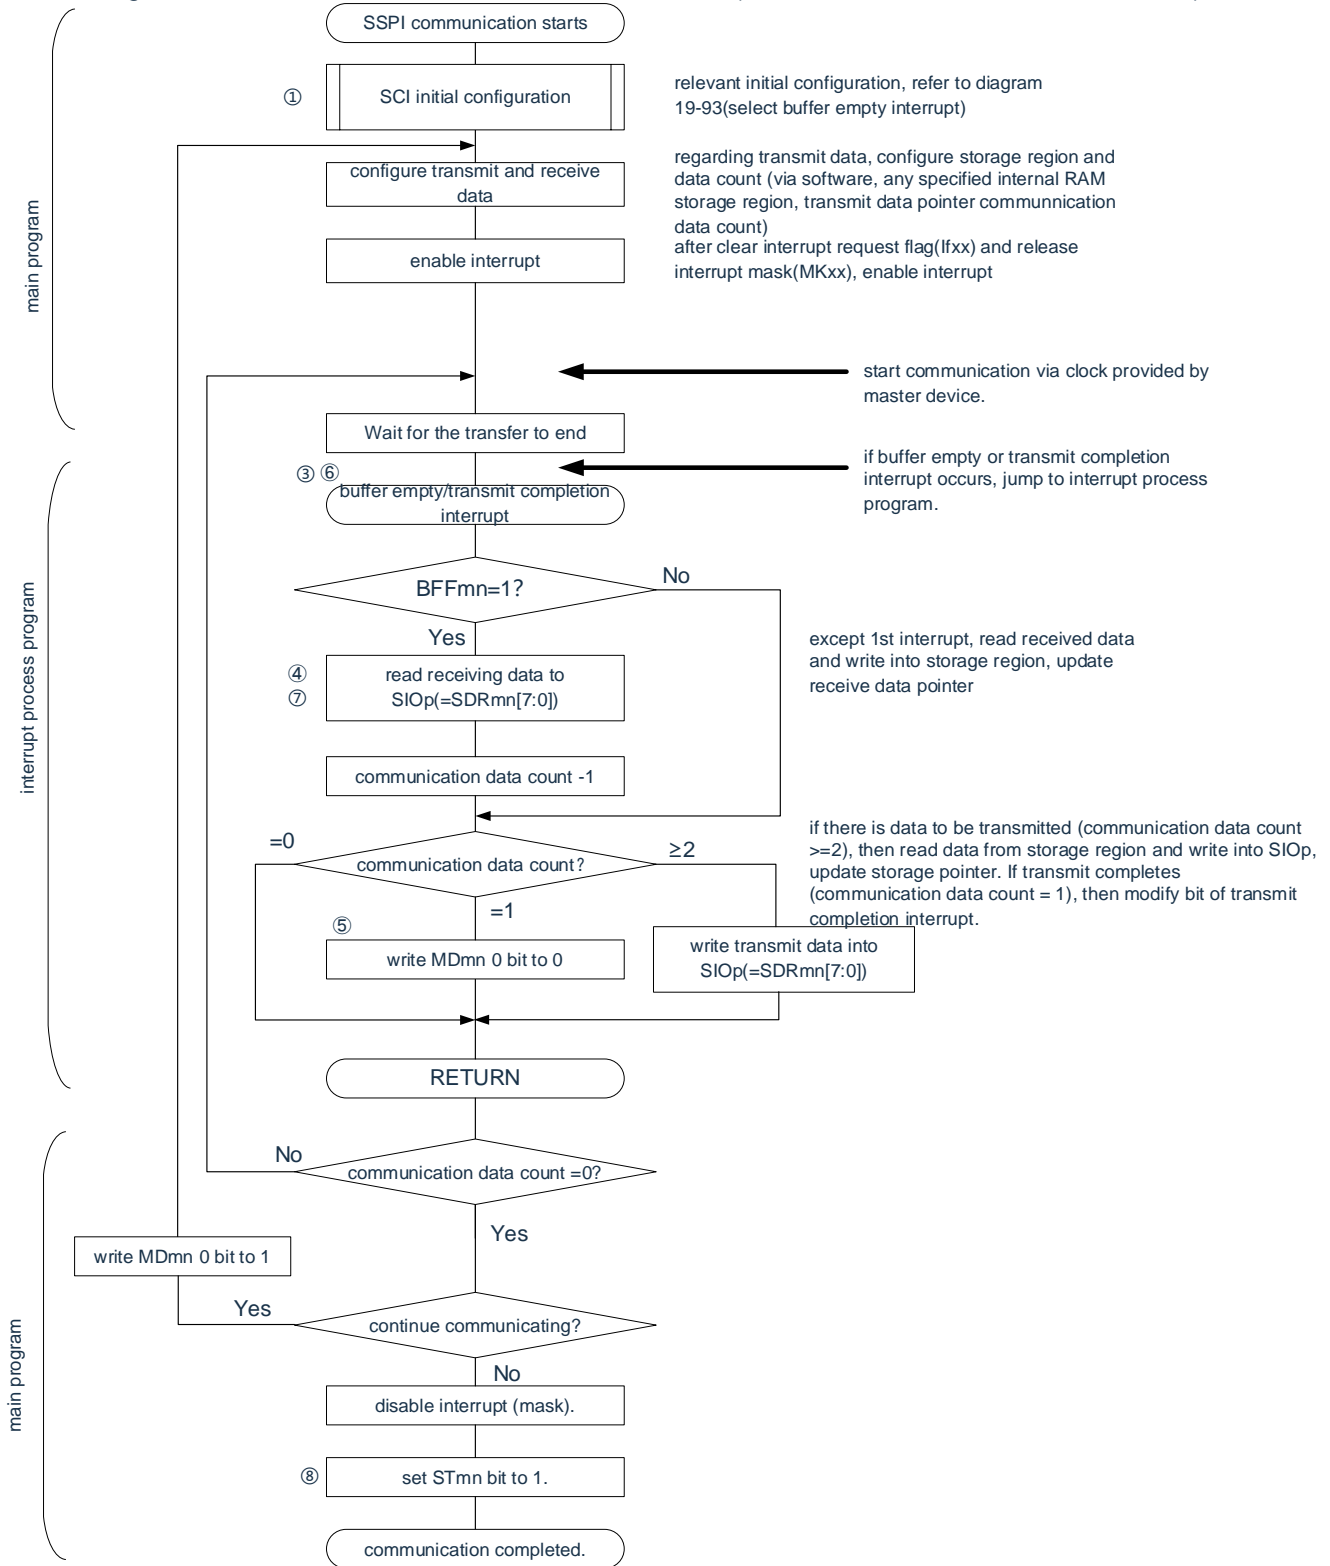 SSPI communication starts
①
SCI initial configuration
relevant initial configuration, refer to diagram
19-93(select buffer empty interrupt)
configure transmit and receive
data
regarding transmit data, configure storage region and
data count (via software, any specified internal RAM
storage region, transmit data pointer communnication
data count)
enable interrupt
after clear interrupt request flag(Ifxx) and release
interrupt mask(MKxx), enable interrupt
main program
start communication via clock provided by
master device.
Wait for the transfer to end
③ ⑥
if buffer empty or transmit completion
interrupt occurs, jump to interrupt process
program.
buffer empty/transmit completion
interrupt
BFFmn=1?
No
Yes
interrupt process program
④
⑦
read receiving data to
SIOp(=SDRmn[7:0])
except 1st interrupt, read received data
and write into storage region, update
receive data pointer
communication data count -1
=0
communication data count?
≥2
=1
if there is data to be transmitted (communication data count
>=2), then read data from storage region and write into SIOp,
update storage pointer. If transmit completes
(communication data count = 1), then modify bit of transmit
completion interrupt.
⑤
write MDmn 0 bit to 0
write transmit data into
SIOp(=SDRmn[7:0])
RETURN
No
communication data count =0?
Yes
write MDmn 0 bit to 1
Yes
continue communicating?
No
main program
disable interrupt (mask).
⑧
set STmn bit to 1.
communication completed.